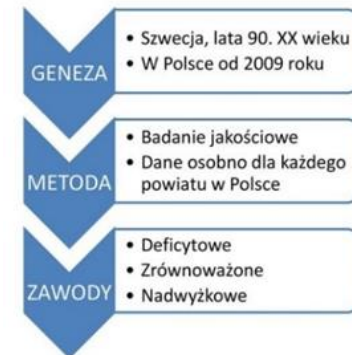 GENEZA
• Szwecja, lata 90. XX wieku
• W Polsce od 2009 roku
METODA
• Badanie jakościowe
• Dane osobno dla każdego
powiatu w Polsce
ZAWODY
• Deficytowe
• Zrównoważone
• Nadwyżkowe